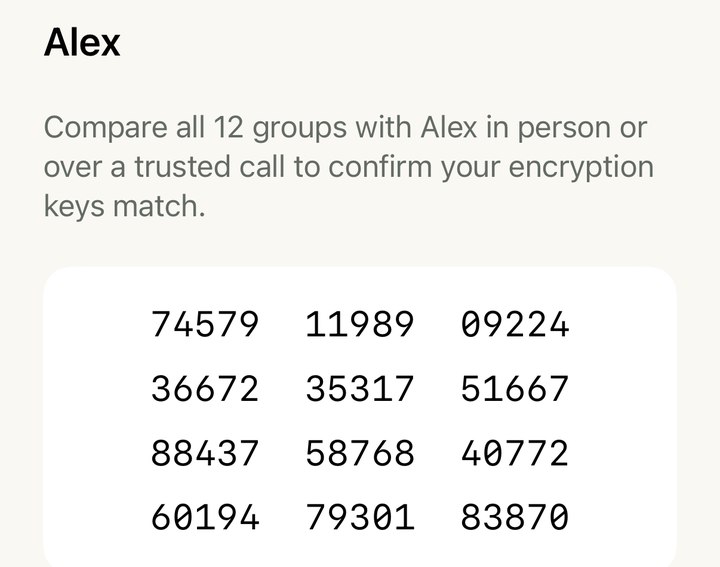 Alex
Compare all 12 groups with Alex in person or
over a trusted call to confirm your encryption
keys match.
74579 11989 09224
36672 35317 51667
88437 58768 40772
60194 79301 83870